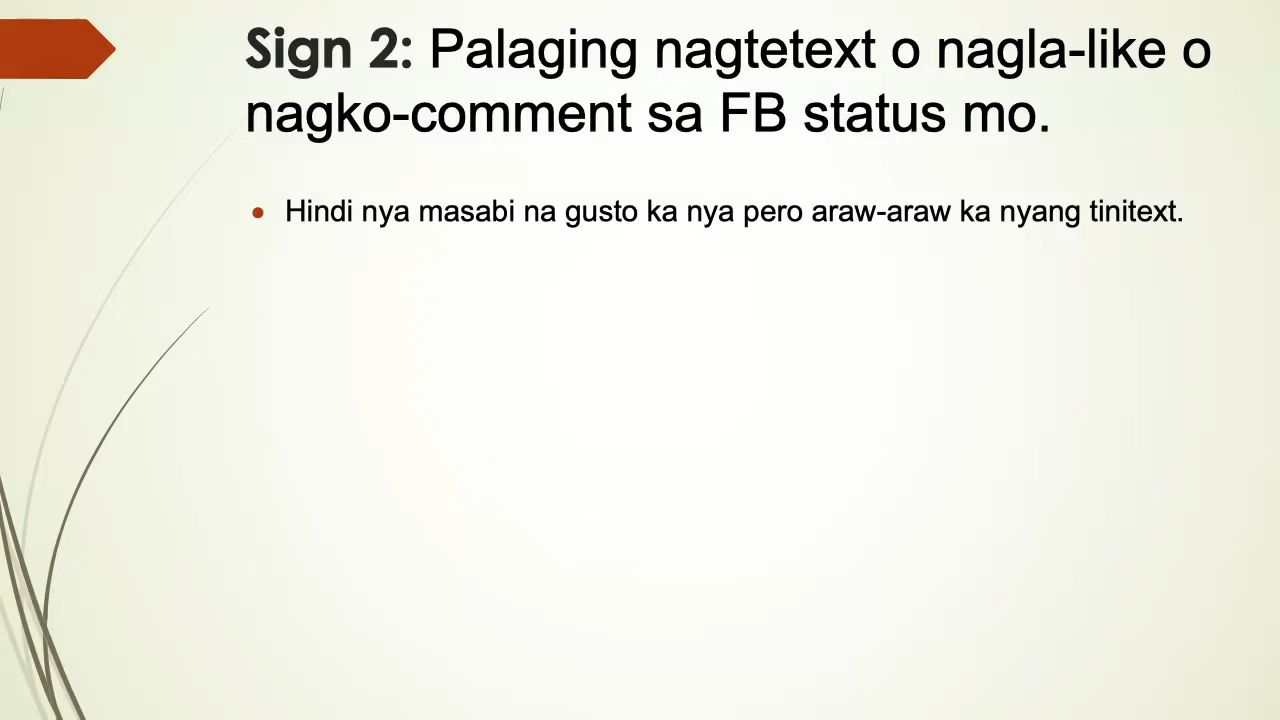 Sign 2: Palaging nagtetext o nagla-like o
nagko-comment sa FB status mo.
Hindi nya masabi na gusto ka nya pero araw-araw ka nyang tinitext.